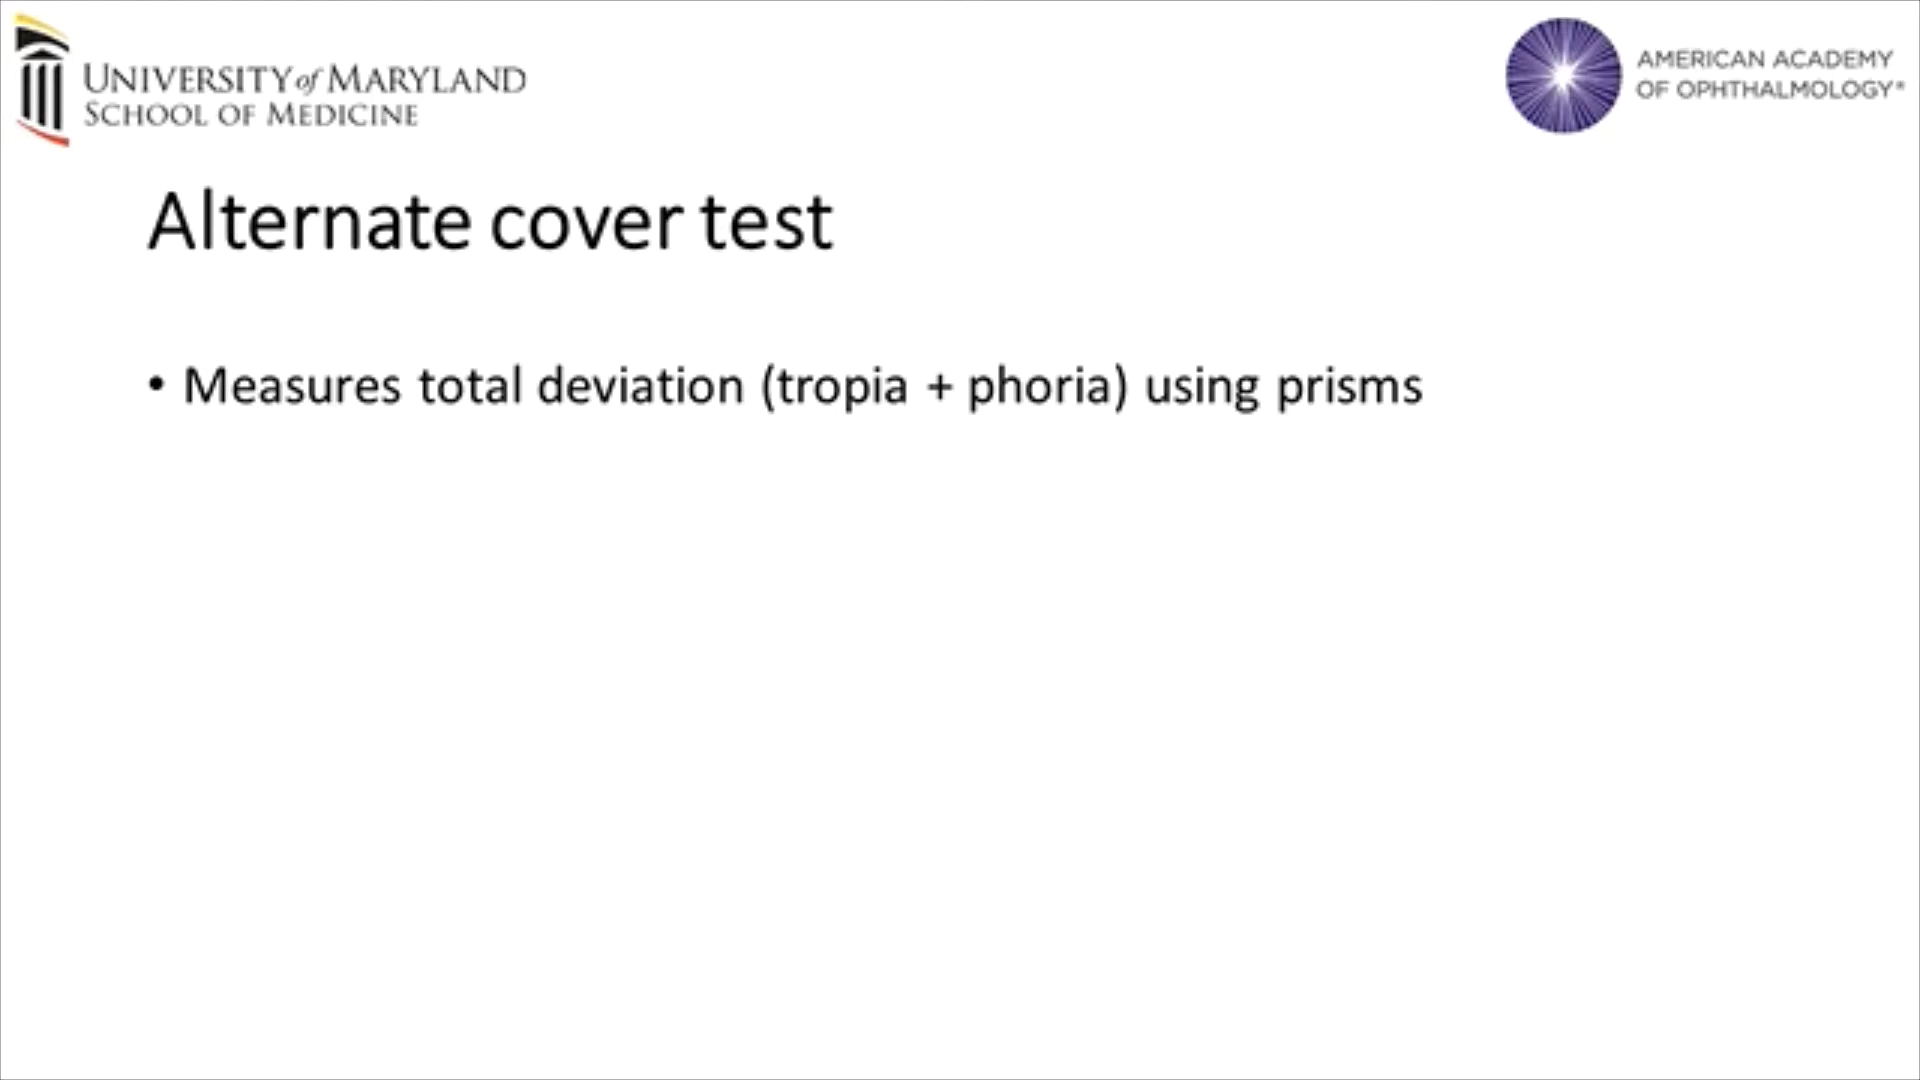 UNIVERSITY of MARYLAND
SCHOOL OF MEDICINE
AMERICAN ACADEMY
OF OPHTHALMOLOGY®
Alternate cover test
• Measures total deviation (tropia + phoria) using prisms